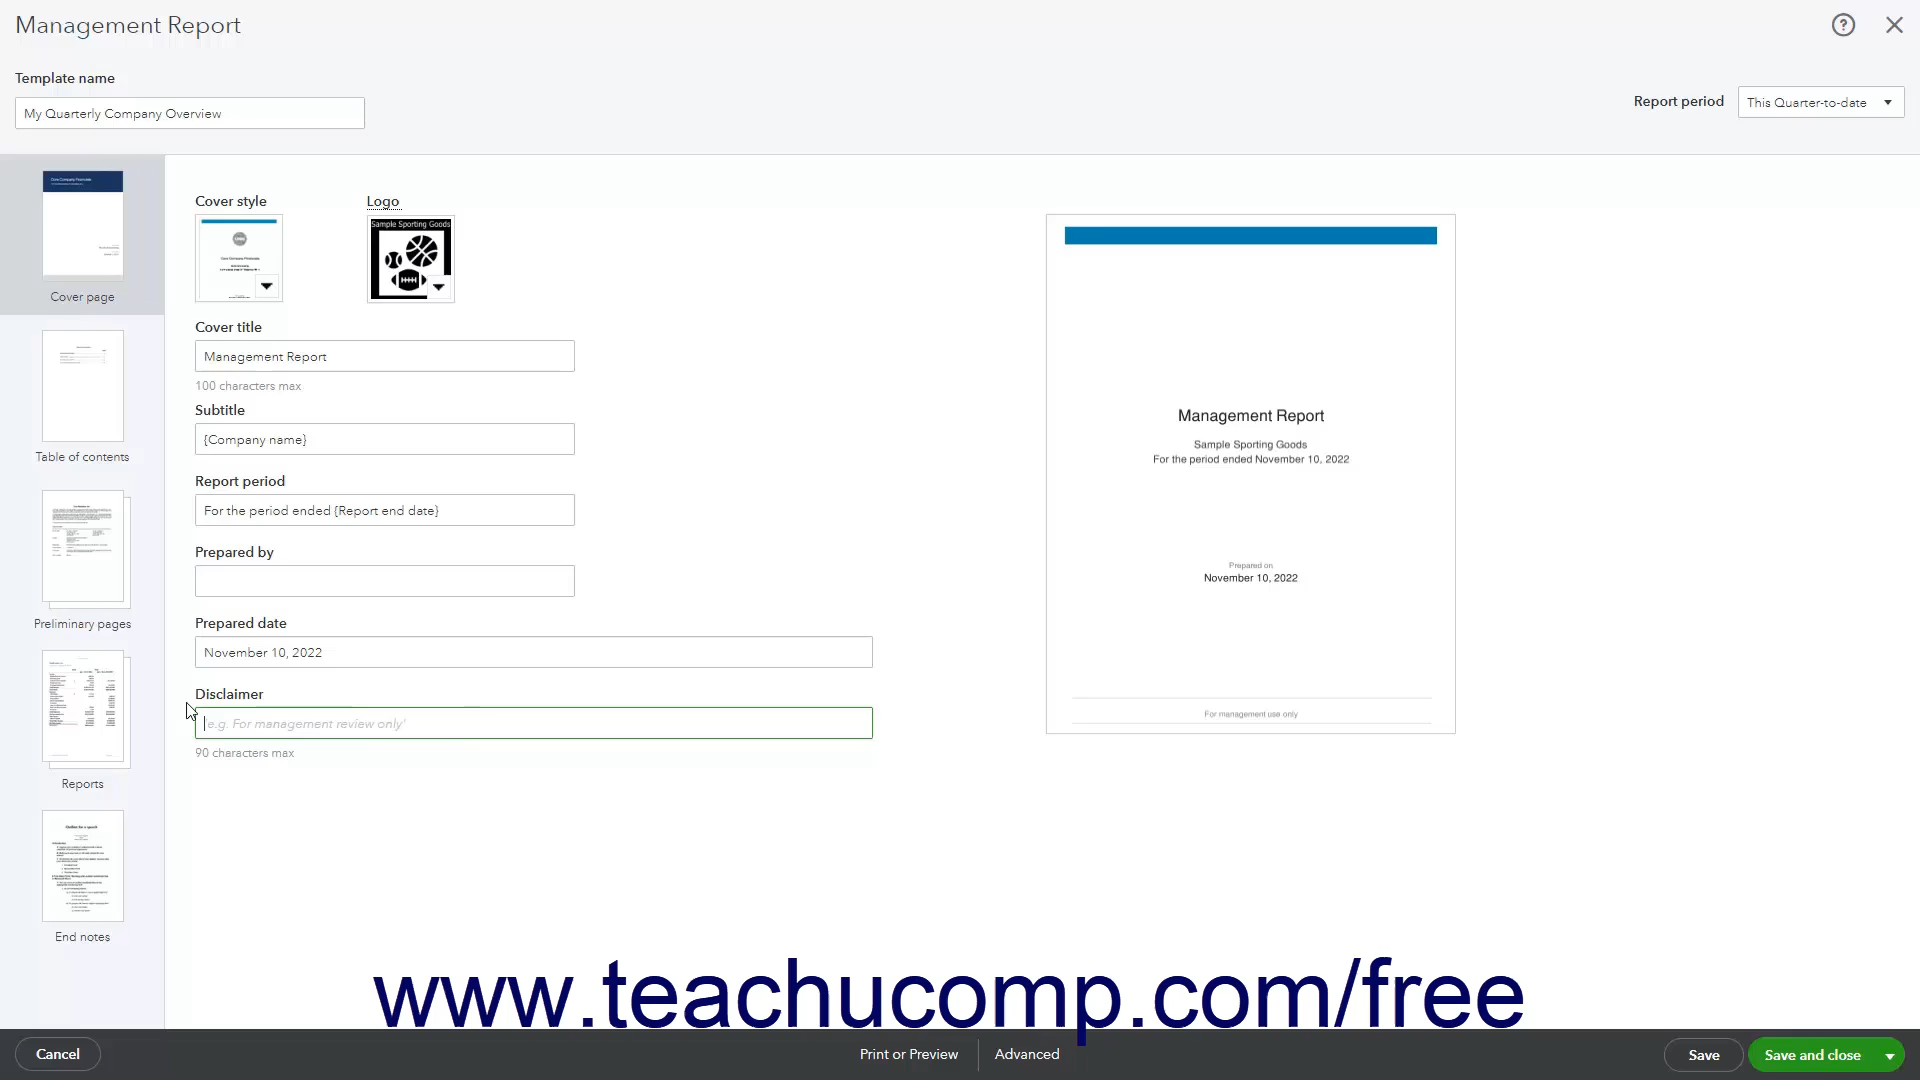 Management Report
Template name
My Quarterly Company Overview
Report period
This Quarter-to-date
Cover page
Table of contents
Preliminary pages
Reports
End notes
Cover style
Logo
Sample Sporting Goods
Cover title
Management Report
100 characters max
Subtitle
{Company name}
Report period
For the period ended {Report end date}
Prepared by
Prepared date
November 10, 2022
Disclaimer
e.g. For management review only'
90 characters max
Management Report
Sample Sporting Goods
For the period ended November 10, 2022
Prepared on
November 10, 2022
For management use only
www.teachucomp.com/free
Cancel
Print or Preview
Advanced
Save
Save and close